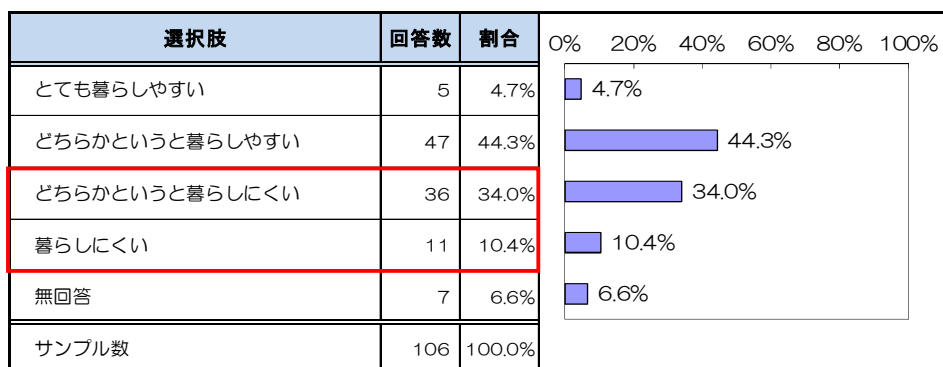 選択肢 回答数 割合
0% 20% 40% 60% 80% 100%
とても暮らしやすい 5 4.7% 4.7%
どちらかというと暮らしやすい 47 44.3% 44.3%
どちらかというと暮らしにくい 36 34.0% 34.0%
暮らしにくい 11 10.4% 10.4%
無回答 7 6.6% 6.6%
サンプル数 106 100.0%